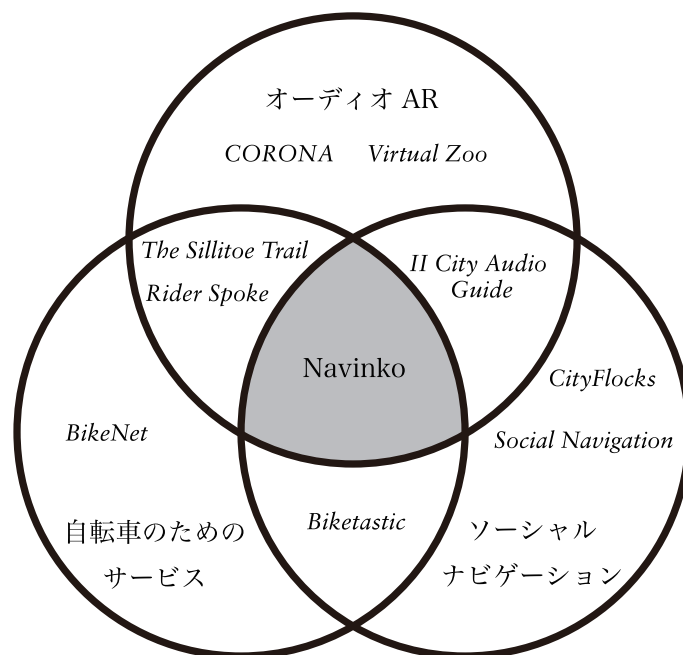 オーディオ AR
CORONA Virtual Zoo
The Sillitoe Trail
Rider Spoke
II City Audio
Guide
Navinko
CityFlocks
BikeNet
Social Navigation
Biketastic
自転車のための
サービス
ソーシャル
ナビゲーション